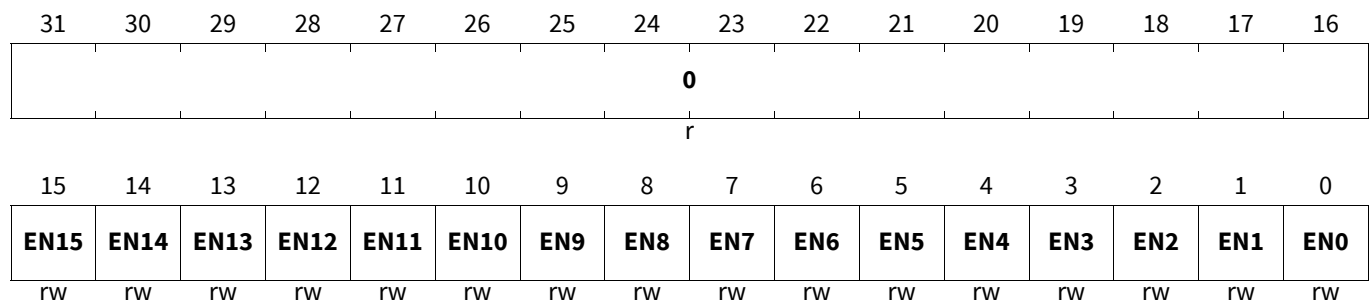 31 30 29 28 27 26 25 24 23 22 21 20 19 18 17 16
0
r
15 14 13 12 11 10 9 8 7 6 5 4 3 2 1 0
EN15 EN14 EN13 EN12 EN11 EN10 EN9 EN8 EN7 EN6 EN5 EN4 EN3 EN2 EN1 EN0
rw rw rw rw rw rw rw rw rw rw rw rw rw rw rw rw